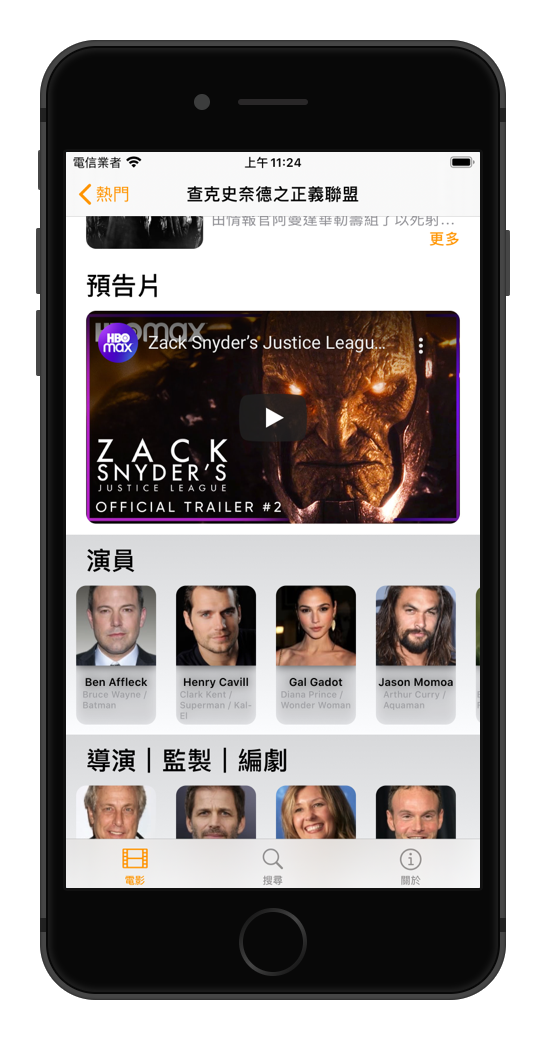 電信業者
上午11:24
熱門
查克史奈德之正義聯盟
由情報官阿曼達華勒籌組了以死射...
更多
預告片
HBOmax
HBO
max
Zack Snyder's Justice Leagu...
ZACK
SNYDER'S
JUSTICE LEAGUE
OFFICIAL TRAILER #2
演員
Ben Affleck
Bruce Wayne /
Batman
Henry Cavill
Clark Kent /
Superman / Kal-
El
Gal Gadot
Diana Prince /
Wonder Woman
Jason Momoa
Arthur Curry /
Aquaman
導演｜監製｜編劇
電影
搜尋
關於